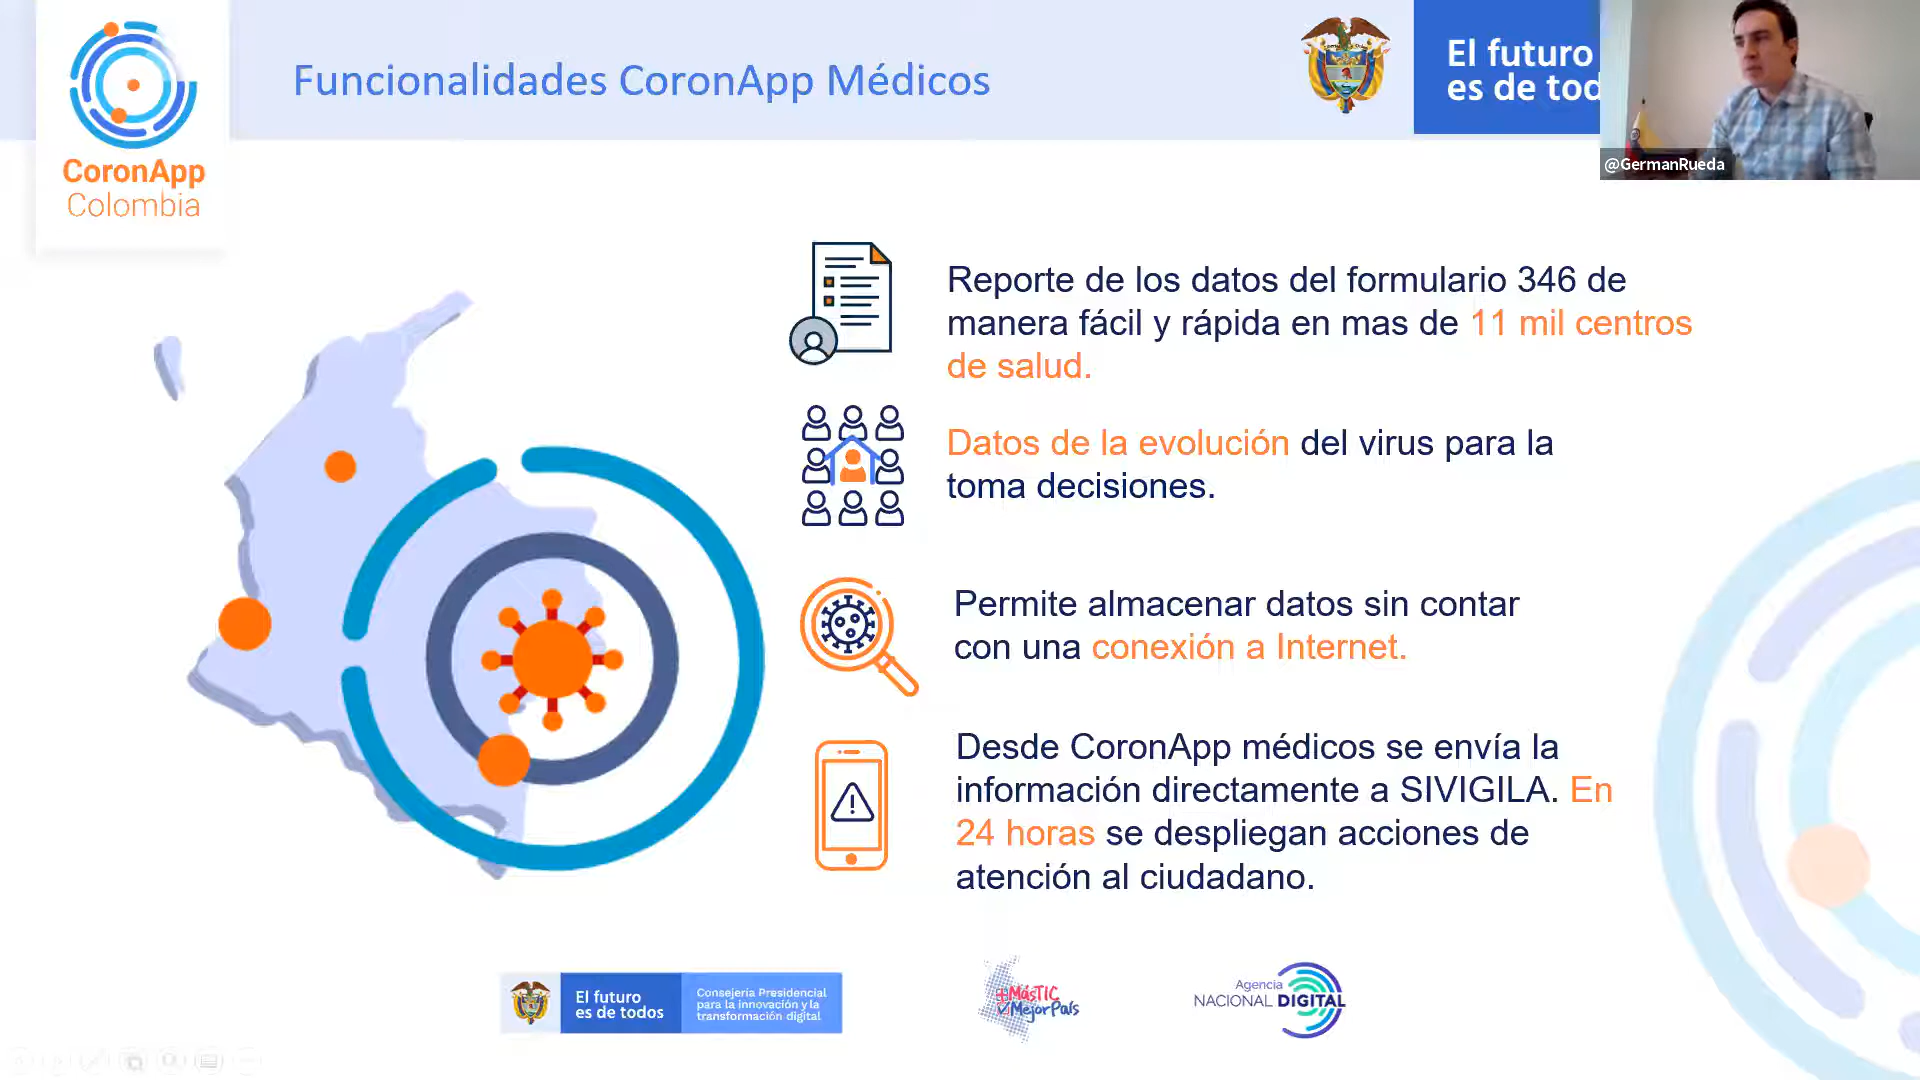 CoronApp
Colombia
Funcionalidades CoronApp Médicos
El futuro
es de tod
@GermanRueda
Reporte de los datos del formulario 346 de
manera fácil y rápida en mas de 11 mil centros
de salud.
Datos de la evolución del virus para la
toma decisiones.
Permite almacenar datos sin contar
con una conexión a Internet.
Desde CoronApp médicos se envía la
información directamente a SIVIGILA. En
24 horas se despliegan acciones de
atención al ciudadano.
El futuro
es de todos
Consejería Presidencial
para la innovación y la
transformación digital
+MásTIC
MejorPaís
Agencia
NACIONAL DIGITAL